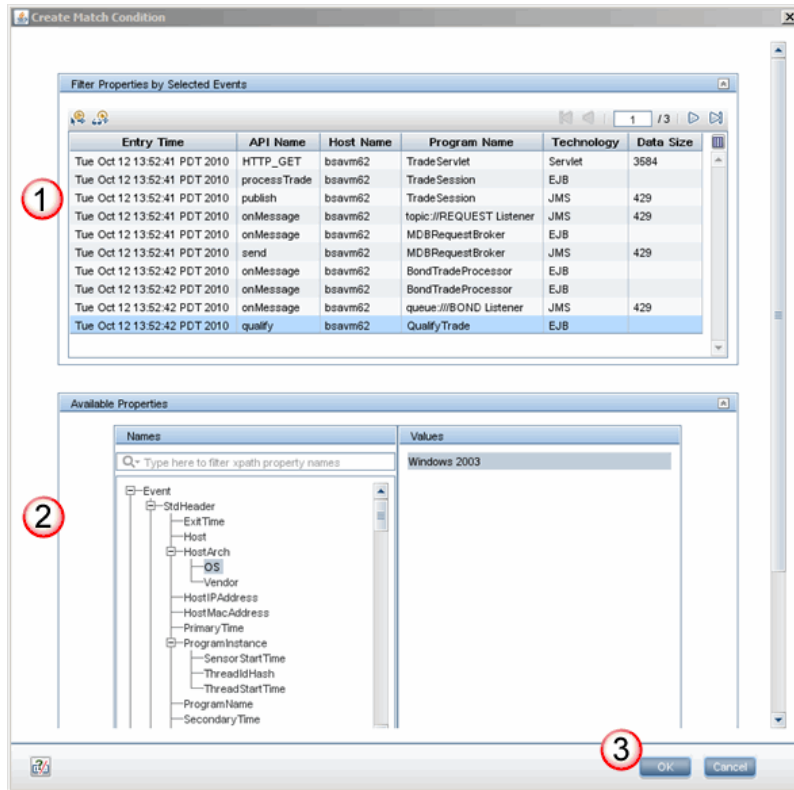 Create Match Condition
Filter Properties by Selected Events
1 / 3
Entry Time API Name Host Name Program Name Technology Data Size
Tue Oct 12 13:52:41 PDT 2010 HTTP_GET bsavm62 TradeServlet Servlet 3584
Tue Oct 12 13:52:41 PDT 2010 processTrade bsavm62 TradeSession EJB
1
Tue Oct 12 13:52:41 PDT 2010 publish bsavm62 TradeSession JMS 429
Tue Oct 12 13:52:41 PDT 2010 onMessage bsavm62 topic://REQUEST Listener JMS 429
Tue Oct 12 13:52:41 PDT 2010 onMessage bsavm62 MDBRequestBroker EJB
Tue Oct 12 13:52:41 PDT 2010 send bsavm62 MDBRequestBroker JMS 429
Tue Oct 12 13:52:42 PDT 2010 onMessage bsavm62 BondTradeProcessor EJB
Tue Oct 12 13:52:42 PDT 2010 onMessage bsavm62 BondTradeProcessor EJB
Tue Oct 12 13:52:42 PDT 2010 onMessage bsavm62 queue:///BOND Listener JMS 429
Tue Oct 12 13:52:42 PDT 2010 qualify bsavm62 QualifyTrade EJB
Available Properties
Names
Type here to filter xpath property names
2
Event
StdHeader
ExitTime
Host
HostArch
OS
Vendor
HostIPAddress
HostMacAddress
PrimaryTime
ProgramInstance
SensorStartTime
ThreadIdHash
ThreadStartTime
ProgramName
SecondaryTime
Values
Windows 2003
3
OK Cancel